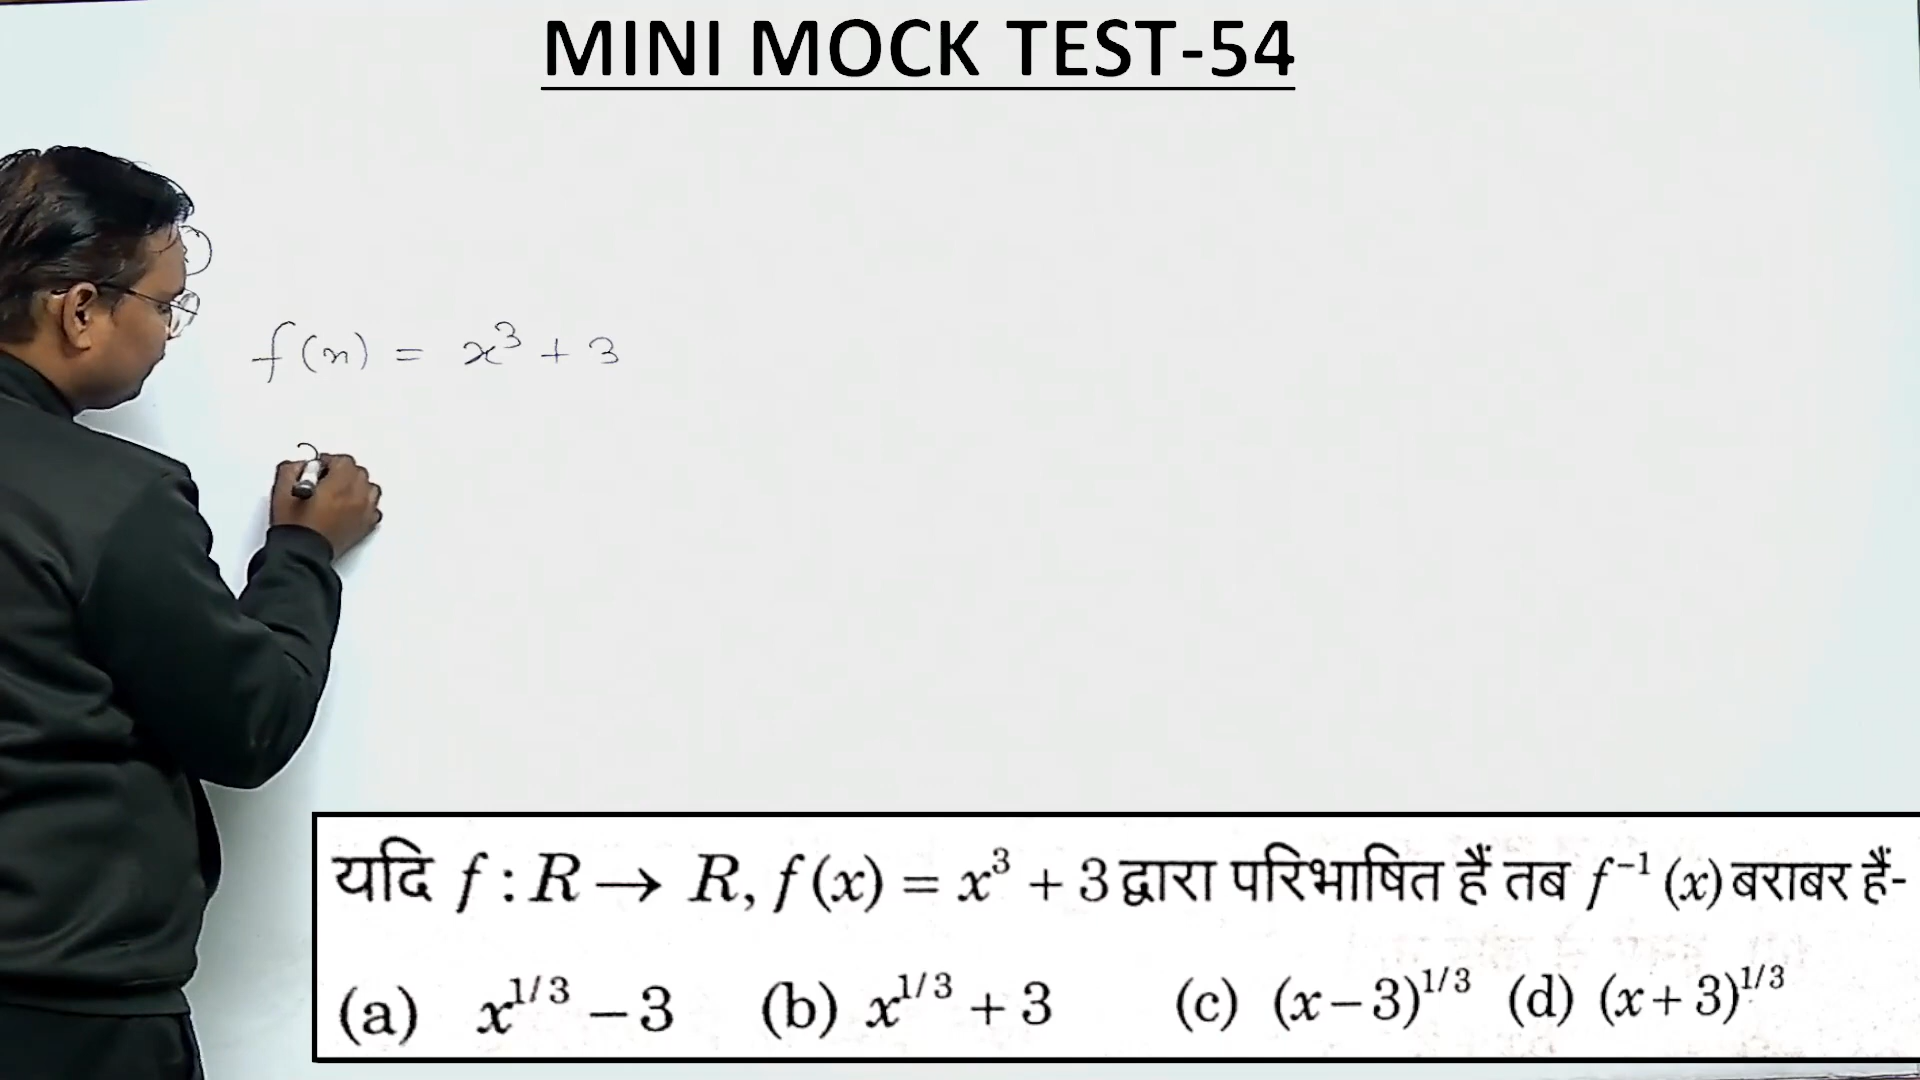 MINI MOCK TEST-54
f(x) = x³ + 3
यदि f : R → R, f(x) = x³ + 3 द्वारा परिभाषित हैं तब f⁻¹(x) बराबर हैं-
(a) x^1/3 − 3 (b) x^1/3 + 3 (c) (x − 3)^1/3 (d) (x + 3)^1/3